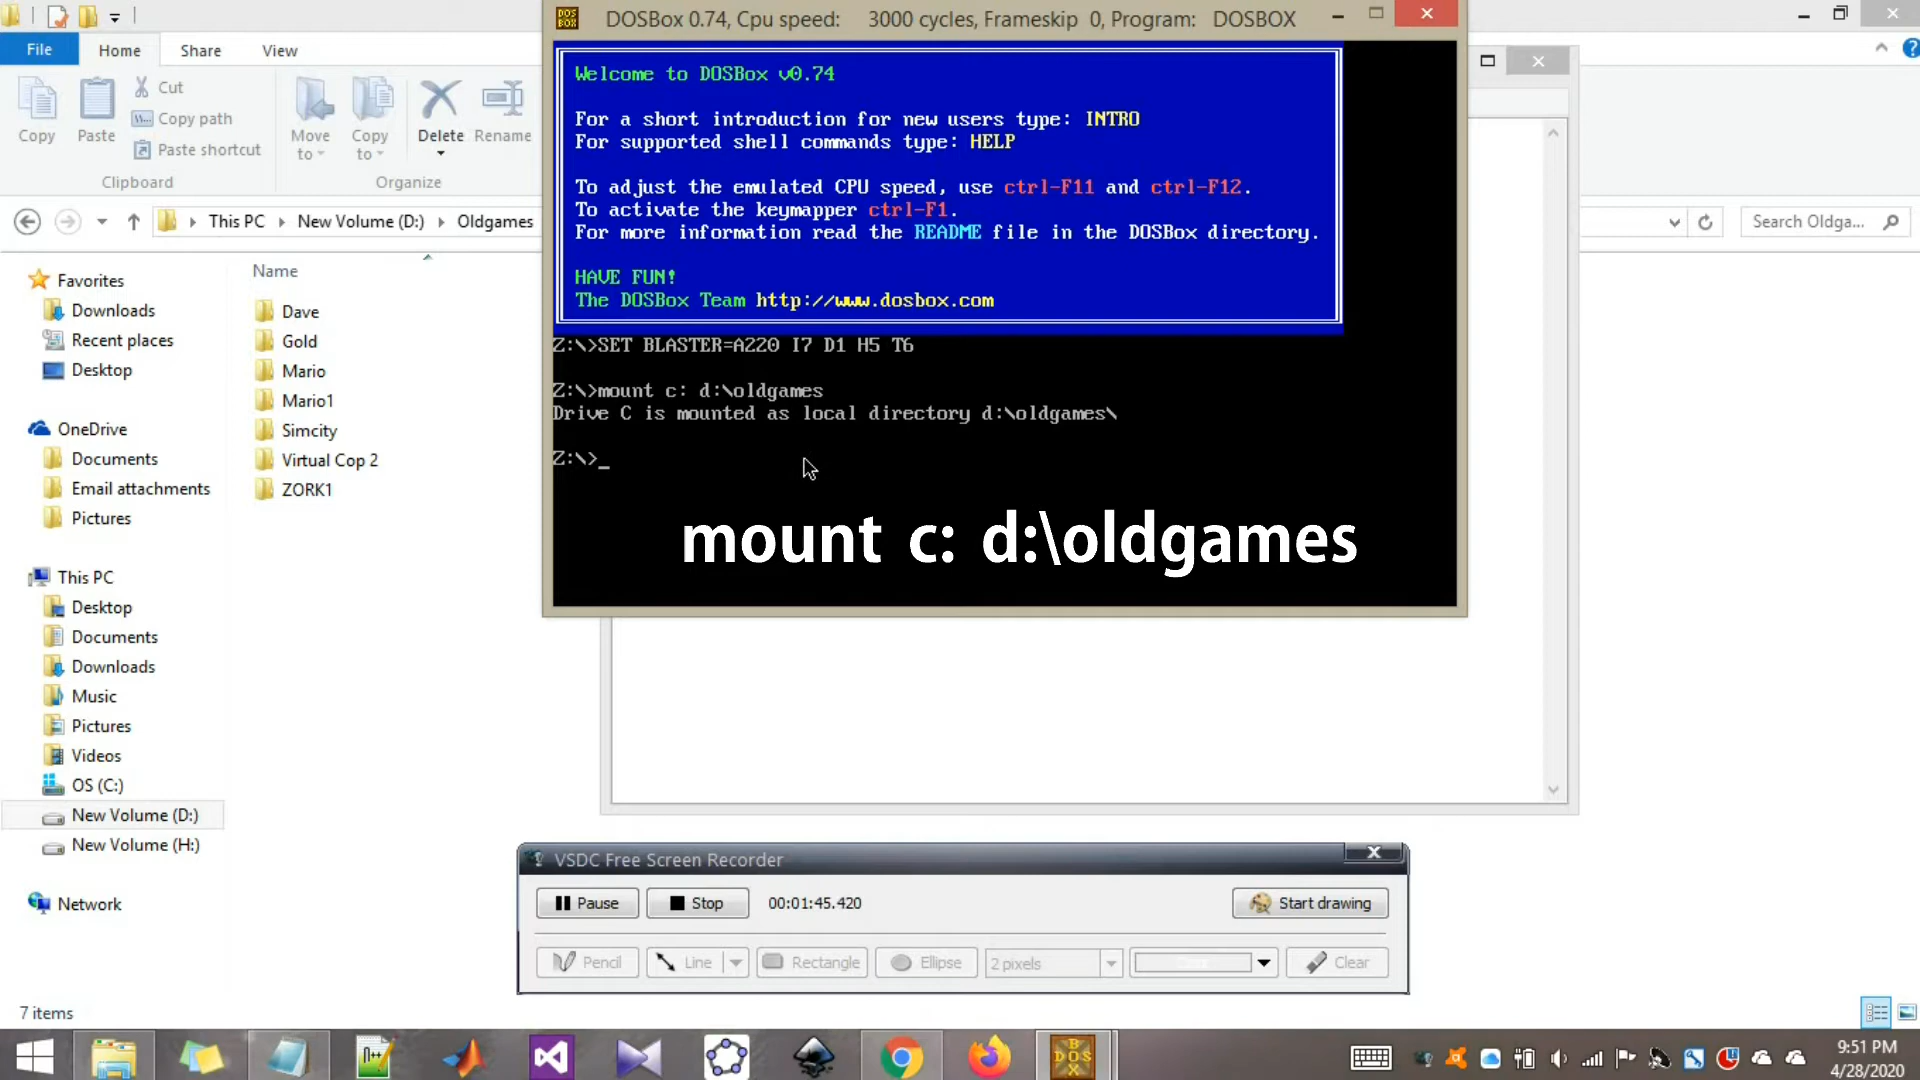 DOSBox 0.74, Cpu speed: 3000 cycles, Frameskip 0, Program: DOSBOX
File Home Share View
Cut
Copy path
Paste shortcut
Copy Paste Move to Copy to Delete Rename
Clipboard Organize
This PC New Volume (D:) Oldgames
Search Oldga...
Name
Favorites
Downloads
Recent places
Desktop
OneDrive
Documents
Email attachments
Pictures
This PC
Desktop
Documents
Downloads
Music
Pictures
Videos
OS (C:)
New Volume (D:)
New Volume (H:)
Network
Dave
Gold
Mario
Mario1
Simcity
Virtual Cop 2
ZORK1
Welcome to DOSBox v0.74
For a short introduction for new users type: INTRO
For supported shell commands type: HELP
To adjust the emulated CPU speed, use ctrl-F11 and ctrl-F12.
To activate the keymapper ctrl-F1.
For more information read the README file in the DOSBox directory.
HAVE FUN!
The DOSBox Team http://www.dosbox.com
Z:\>SET BLASTER=A220 I7 D1 H5 T6
Z:\>mount c: d:\oldgames
Drive C is mounted as local directory d:\oldgames\
Z:\>_
mount c: d:\oldgames
VSDC Free Screen Recorder
Pause Stop 00:01:45.420 Start drawing
Pencil Line Rectangle Ellipse 2 pixels Clear
7 items
9:51 PM
4/28/2020